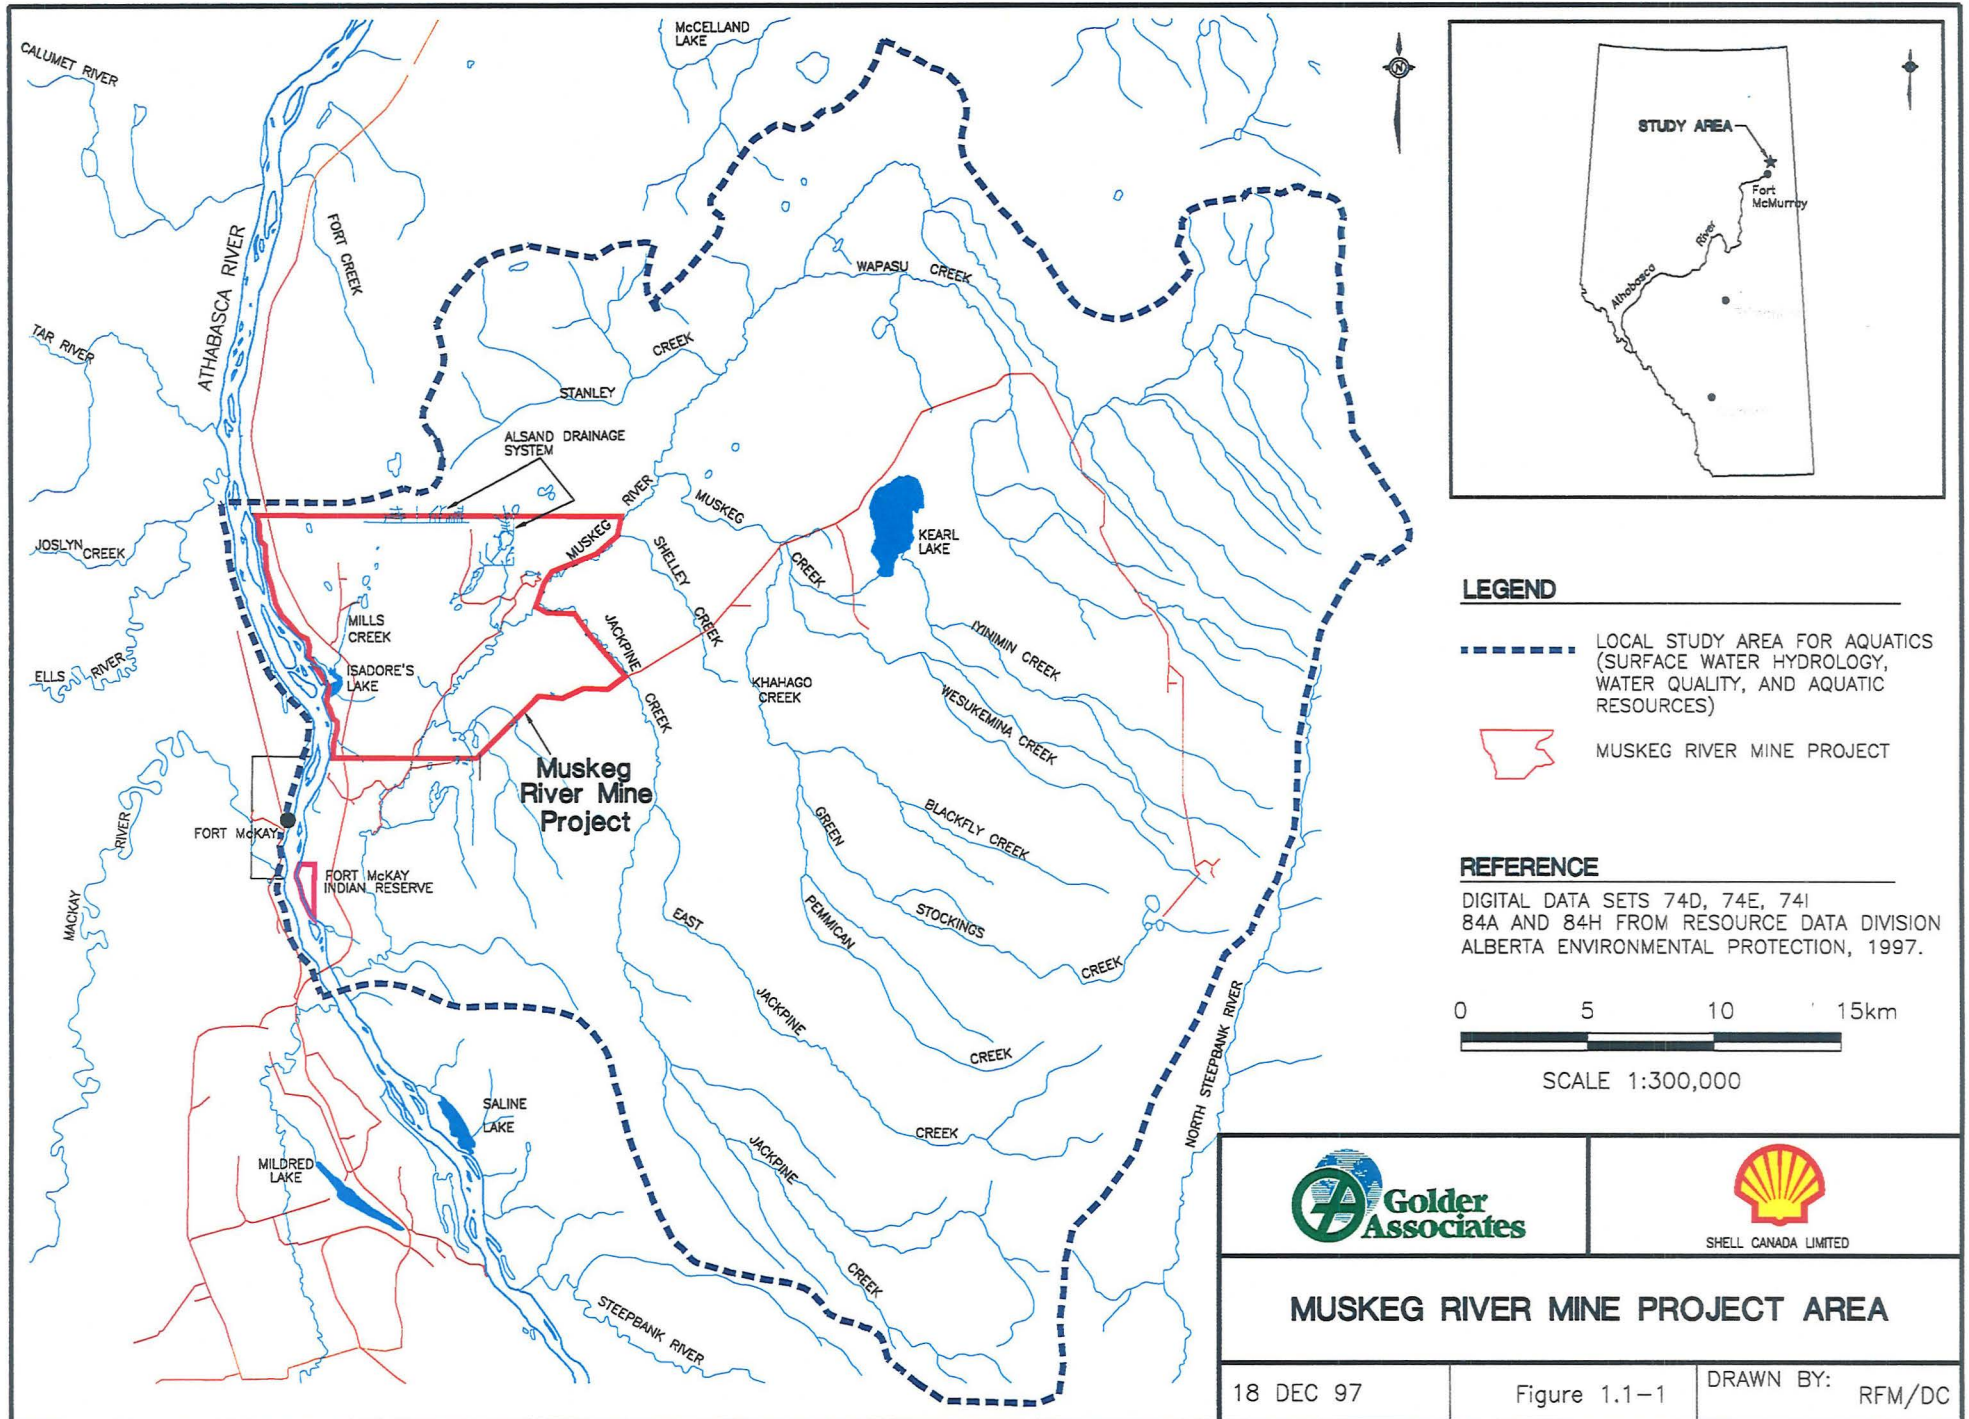 CALUMET RIVER
McCELLAND
LAKE
ATHABASCA RIVER
FORT CREEK
TAR RIVER
WAPASU CREEK
STANLEY CREEK
ALSAND DRAINAGE
SYSTEM
MUSKEG RIVER
MUSKEG CREEK
KEARL
LAKE
JOSLYN CREEK
SHELLEY CREEK
MILLS
CREEK
ISADORE'S
LAKE
JACKPINE CREEK
ELLS RIVER
KHAHAGO
CREEK
IYINIMIN CREEK
WESUKEMINA CREEK
Muskeg
River Mine
Project
FORT McKAY
FORT McKAY
INDIAN RESERVE
MACKAY RIVER
GREEN
BLACKFLY CREEK
STOCKINGS
CREEK
PEMMICAN
CREEK
EAST
JACKPINE
CREEK
JACKPINE
CREEK
NORTH STEEPBANK RIVER
SALINE
LAKE
MILDRED
LAKE
STEEPBANK RIVER
N
STUDY AREA
Fort
McMurray
Athabasca River
LEGEND
LOCAL STUDY AREA FOR AQUATICS
(SURFACE WATER HYDROLOGY,
WATER QUALITY, AND AQUATIC
RESOURCES)
MUSKEG RIVER MINE PROJECT
REFERENCE
DIGITAL DATA SETS 74D, 74E, 74I
84A AND 84H FROM RESOURCE DATA DIVISION
ALBERTA ENVIRONMENTAL PROTECTION, 1997.
0 5 10 15km
SCALE 1:300,000
Golder
Associates
SHELL CANADA LIMITED
MUSKEG RIVER MINE PROJECT AREA
18 DEC 97
Figure 1.1-1
DRAWN BY:
RFM/DC